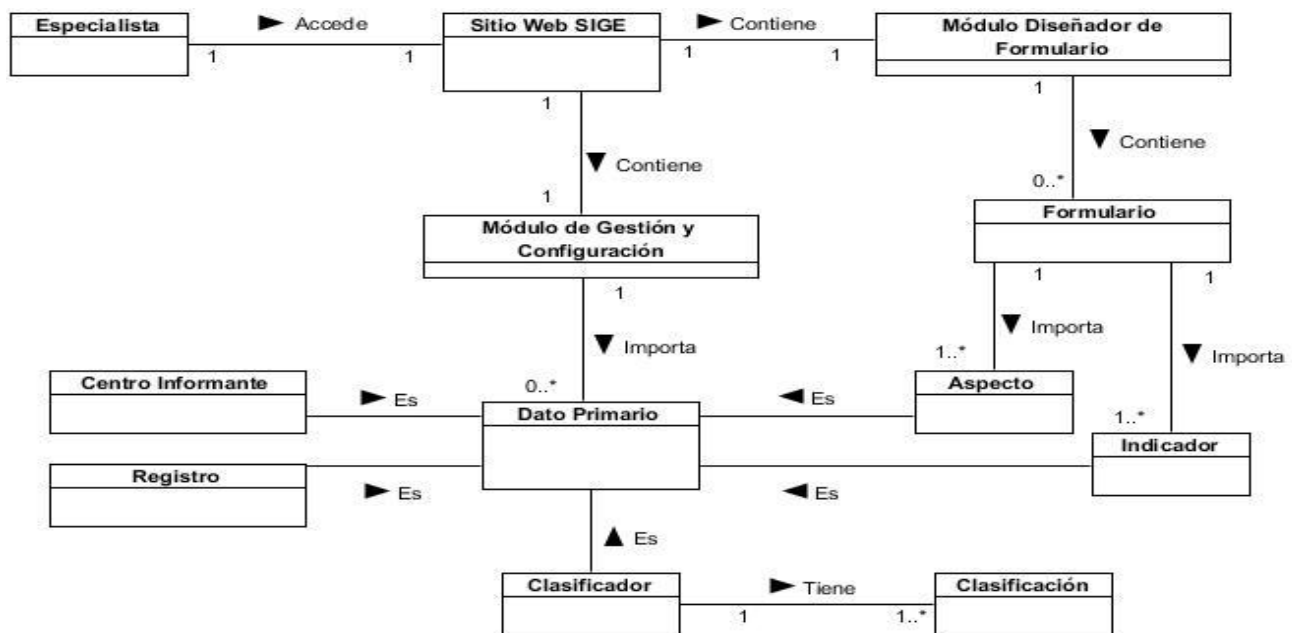 Especialista
Accede
1
1
Sitio Web SIGE
Contiene
1
1
Módulo Diseñador de
Formulario
1
1
Contiene
Contiene
1
0..*
Módulo de Gestión y
Configuración
Formulario
1
1
1
Importa
Importa
Importa
0..*
1..*
1..*
Centro Informante
Es
Dato Primario
Es
Aspecto
Indicador
Registro
Es
Es
Es
Clasificador
Tiene
1
1..*
Clasificación